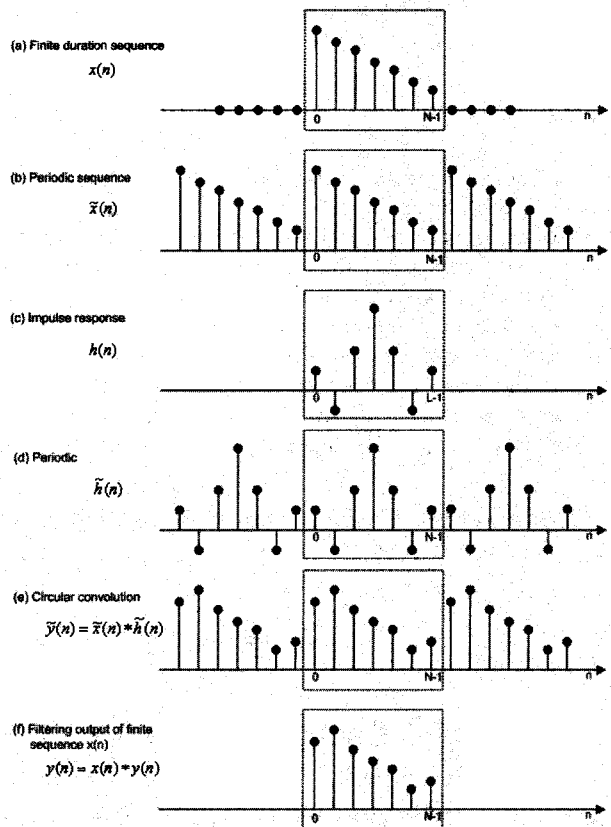 (a) Finite duration sequence
x(n)
0
N-1
n
(b) Periodic sequence
x̃(n)
0
N-1
n
(c) Impulse response
h(n)
0
L-1
n
(d) Periodic
h̃(n)
0
N-1
n
(e) Circular convolution
ỹ(n) = x̃(n)*h̃(n)
0
N-1
n
(f) Filtering output of finite
sequence x(n)
y(n) = x(n)*y(n)
0
N-1
n